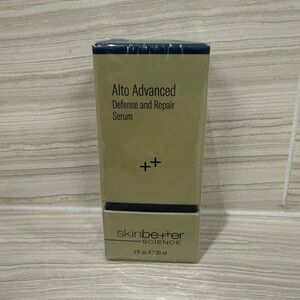 Alto Advanced
Defense and Repair
Serum
++
skinbetter
SCIENCE
1 fl. oz. ℮ 30 ml